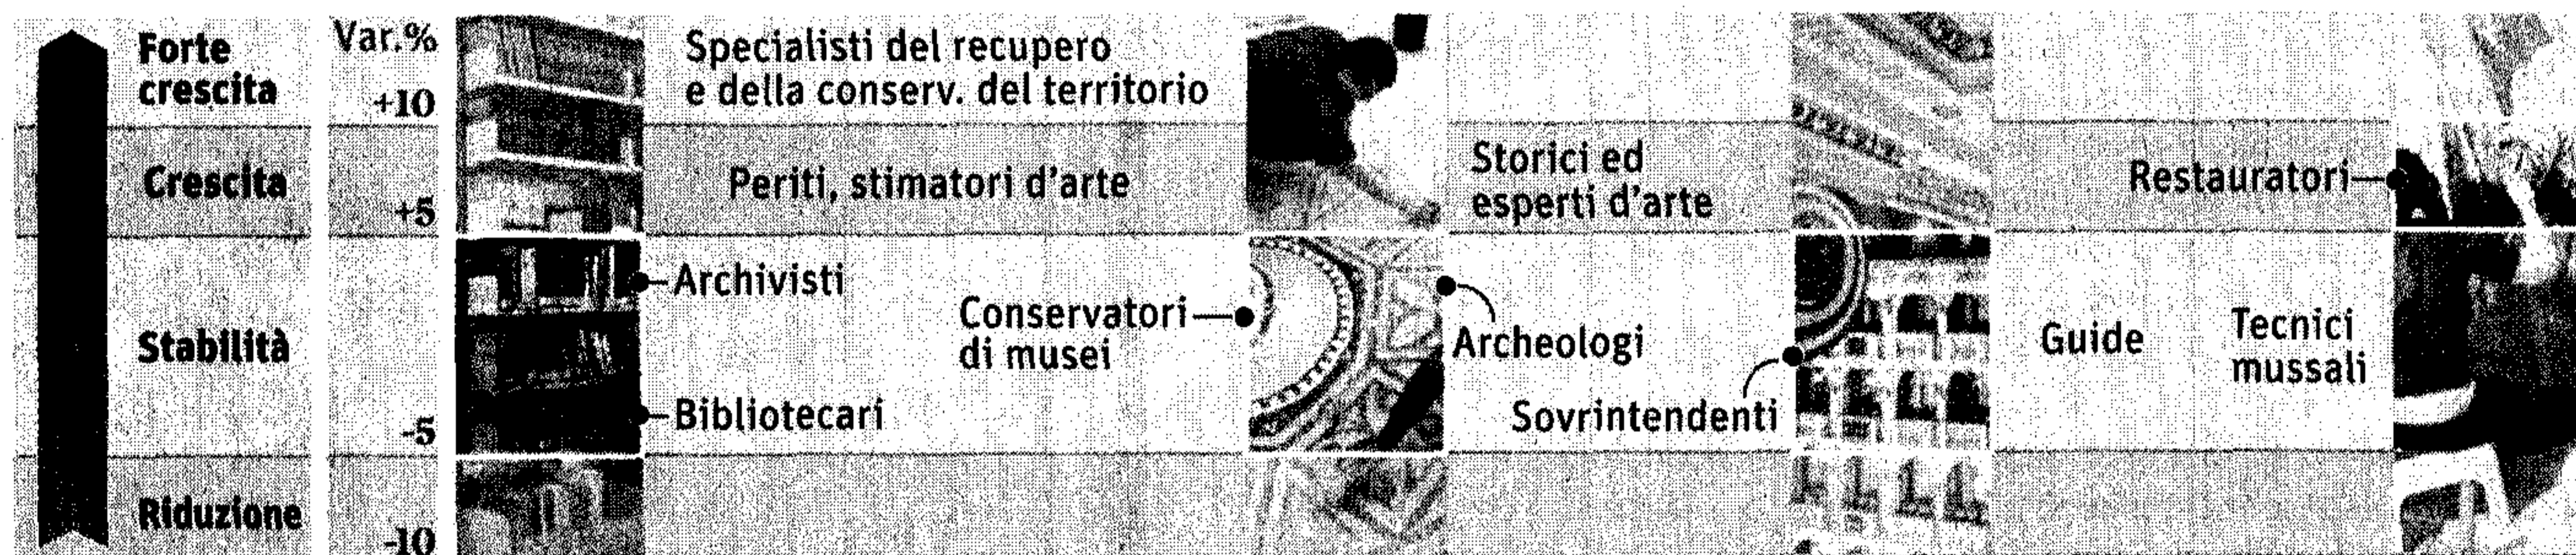 Forte
crescita
Var.%
+10
Specialisti del recupero
e della conserv. del territorio
Crescita
+5
Periti, stimatori d'arte
Storici ed
esperti d'arte
Restauratori
Stabilità
-5
Archivisti
Conservatori
di musei
Archeologi
Guide
Tecnici
mussali
Bibliotecari
Sovrintendenti
Riduzione
-10